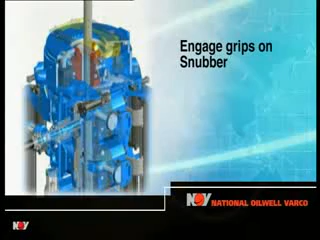 Engage grips on
Snubber
NOV NATIONAL OILWELL VARCO
NOV